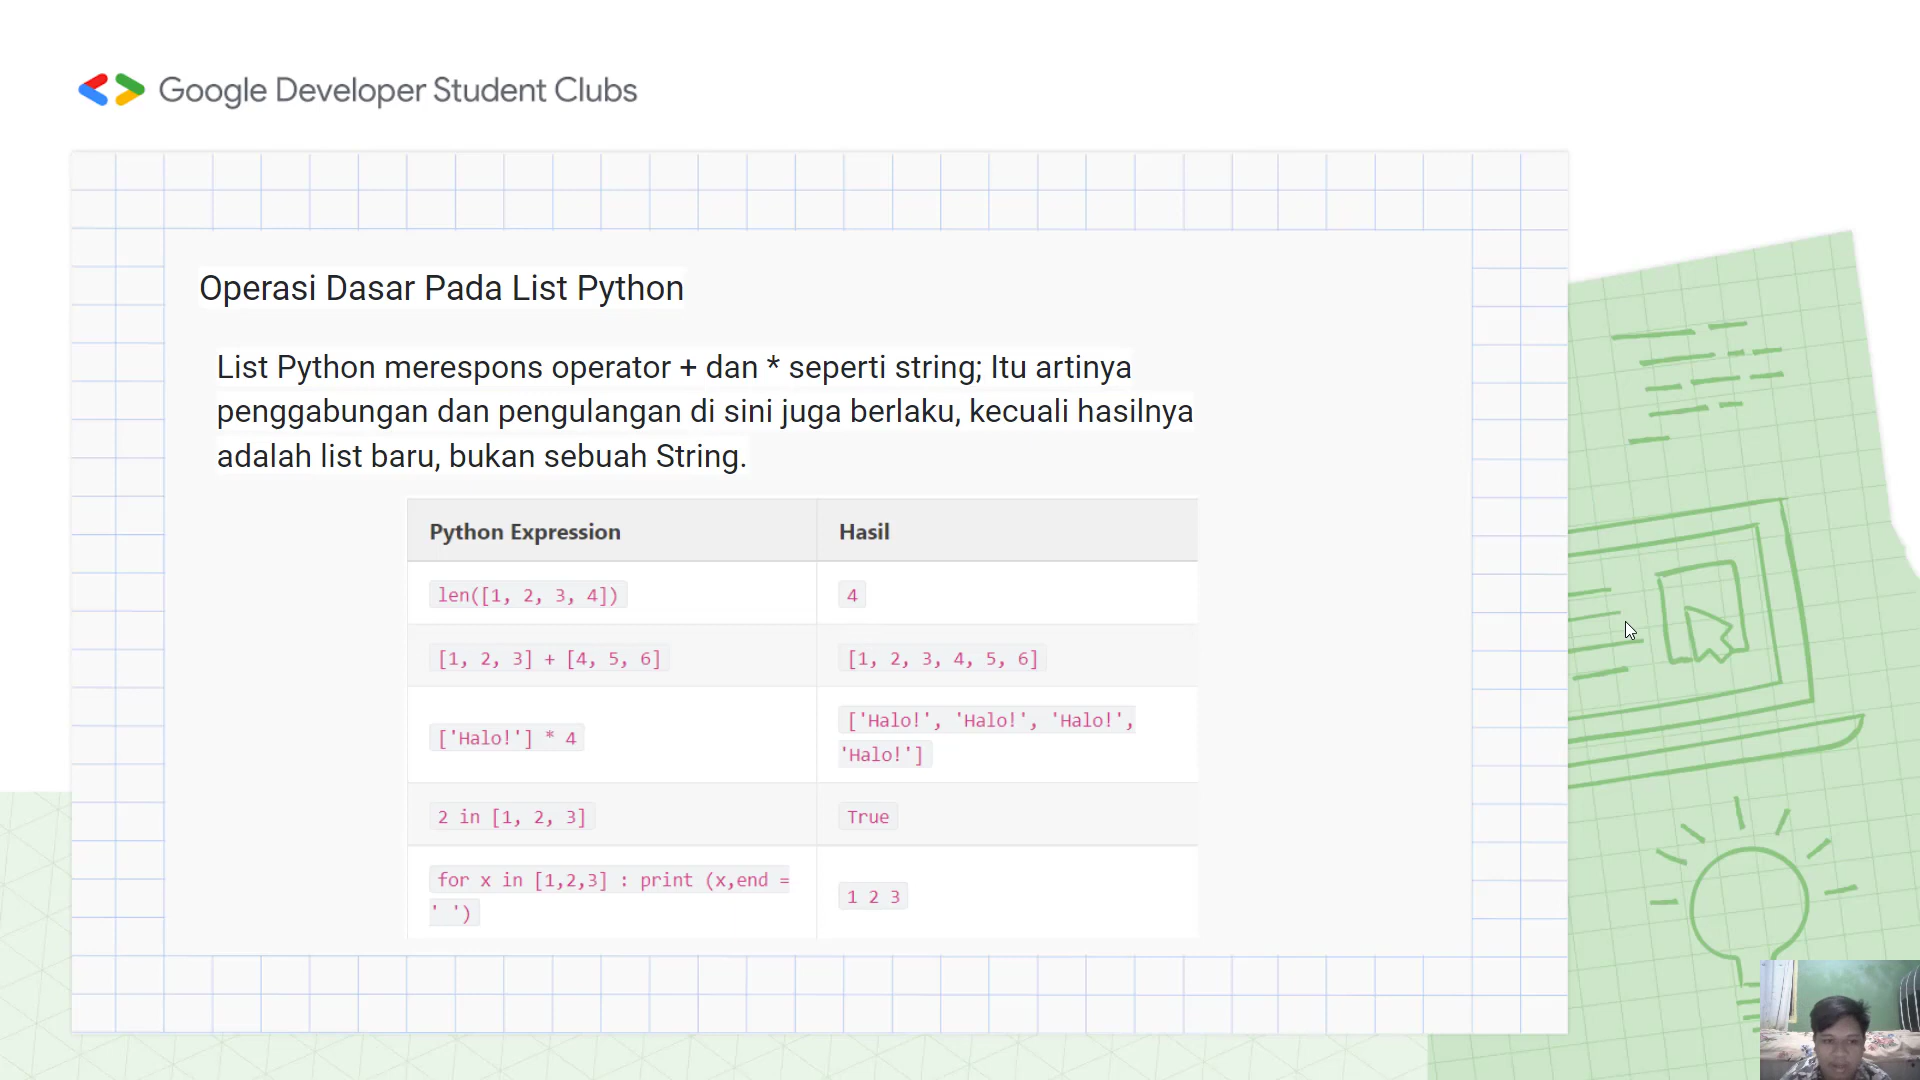 Google Developer Student Clubs
Operasi Dasar Pada List Python
List Python merespons operator + dan * seperti string; Itu artinya
penggabungan dan pengulangan di sini juga berlaku, kecuali hasilnya
adalah list baru, bukan sebuah String.
Python Expression Hasil
len([1, 2, 3, 4]) 4
[1, 2, 3] + [4, 5, 6] [1, 2, 3, 4, 5, 6]
['Halo!'] * 4 ['Halo!', 'Halo!', 'Halo!',
'Halo!']
2 in [1, 2, 3] True
for x in [1,2,3] : print (x,end =
' ') 1 2 3